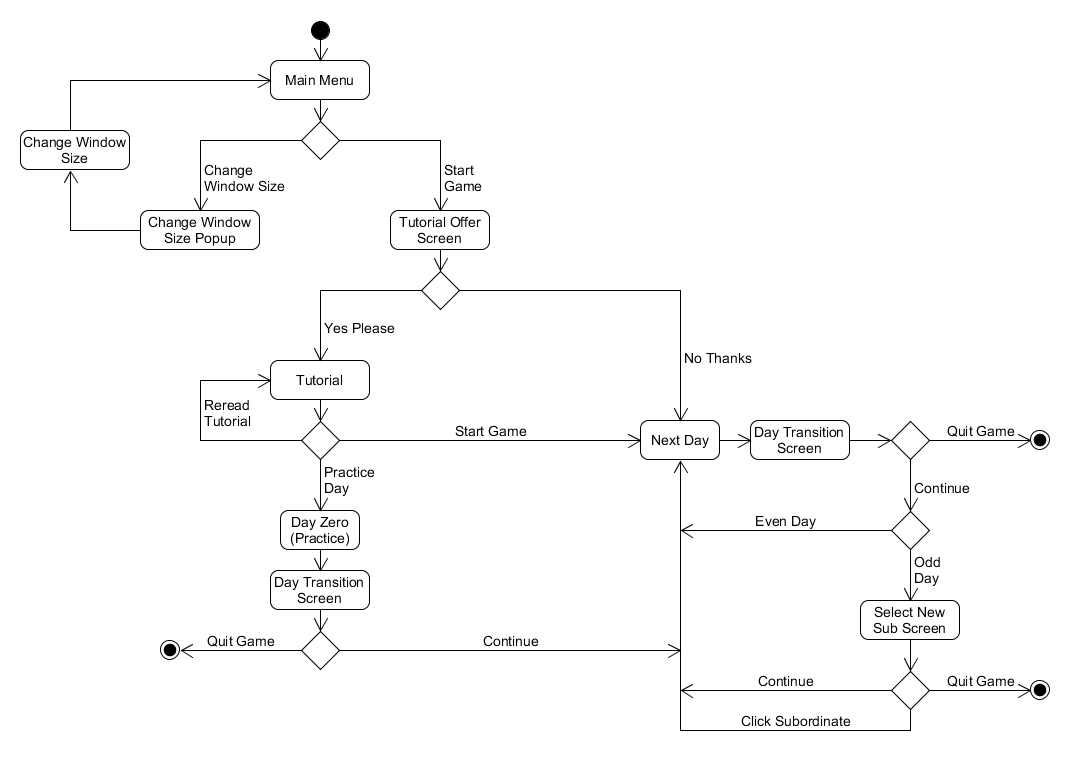 Main Menu
Change Window
Size
Change
Window Size
Start
Game
Change Window
Size Popup
Tutorial Offer
Screen
Yes Please
No Thanks
Tutorial
Reread
Tutorial
Start Game
Next Day
Day Transition
Screen
Quit Game
Practice
Day
Continue
Day Zero
(Practice)
Even Day
Odd
Day
Day Transition
Screen
Select New
Sub Screen
Quit Game
Continue
Continue
Quit Game
Click Subordinate